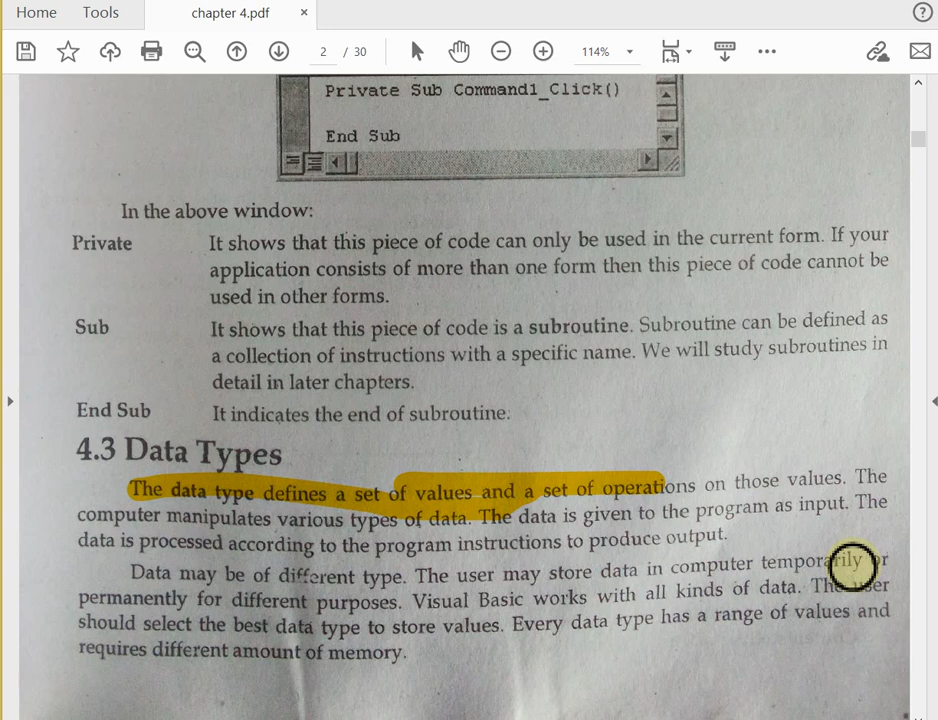 Home Tools chapter 4.pdf ×
2 / 30 114%
Private Sub Command1_Click()
End Sub
In the above window:
Private It shows that this piece of code can only be used in the current form. If your
application consists of more than one form then this piece of code cannot be
used in other forms.
Sub It shows that this piece of code is a subroutine. Subroutine can be defined as
a collection of instructions with a specific name. We will study subroutines in
detail in later chapters.
End Sub It indicates the end of subroutine.
4.3 Data Types
The data type defines a set of values and a set of operations on those values. The
computer manipulates various types of data. The data is given to the program as input. The
data is processed according to the program instructions to produce output.
Data may be of different type. The user may store data in computer temporarily or
permanently for different purposes. Visual Basic works with all kinds of data. The user
should select the best data type to store values. Every data type has a range of values and
requires different amount of memory.